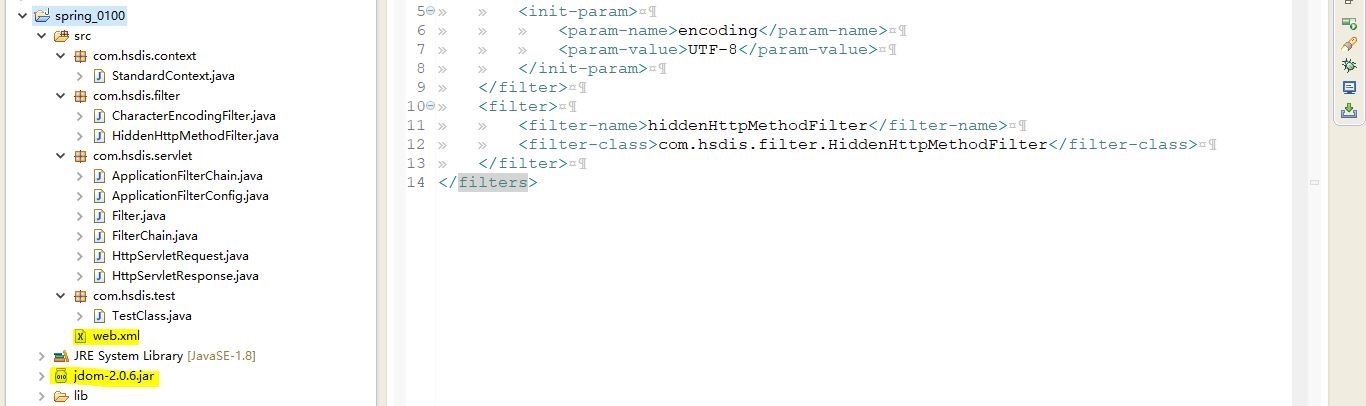 spring_0100
src
com.hsdis.context
StandardContext.java
com.hsdis.filter
CharacterEncodingFilter.java
HiddenHttpMethodFilter.java
com.hsdis.servlet
ApplicationFilterChain.java
ApplicationFilterConfig.java
Filter.java
FilterChain.java
HttpServletRequest.java
HttpServletResponse.java
com.hsdis.test
TestClass.java
web.xml
JRE System Library [JavaSE-1.8]
jdom-2.0.6.jar
lib
5 » » <init-param>¤¶
6 » » » <param-name>encoding</param-name>¤¶
7 » » » <param-value>UTF-8</param-value>¤¶
8 » » </init-param>¤¶
9 » </filter>¤¶
10 » <filter>¤¶
11 » » <filter-name>hiddenHttpMethodFilter</filter-name>¤¶
12 » » <filter-class>com.hsdis.filter.HiddenHttpMethodFilter</filter-class>¤¶
13 » </filter>¤¶
14 </filters>